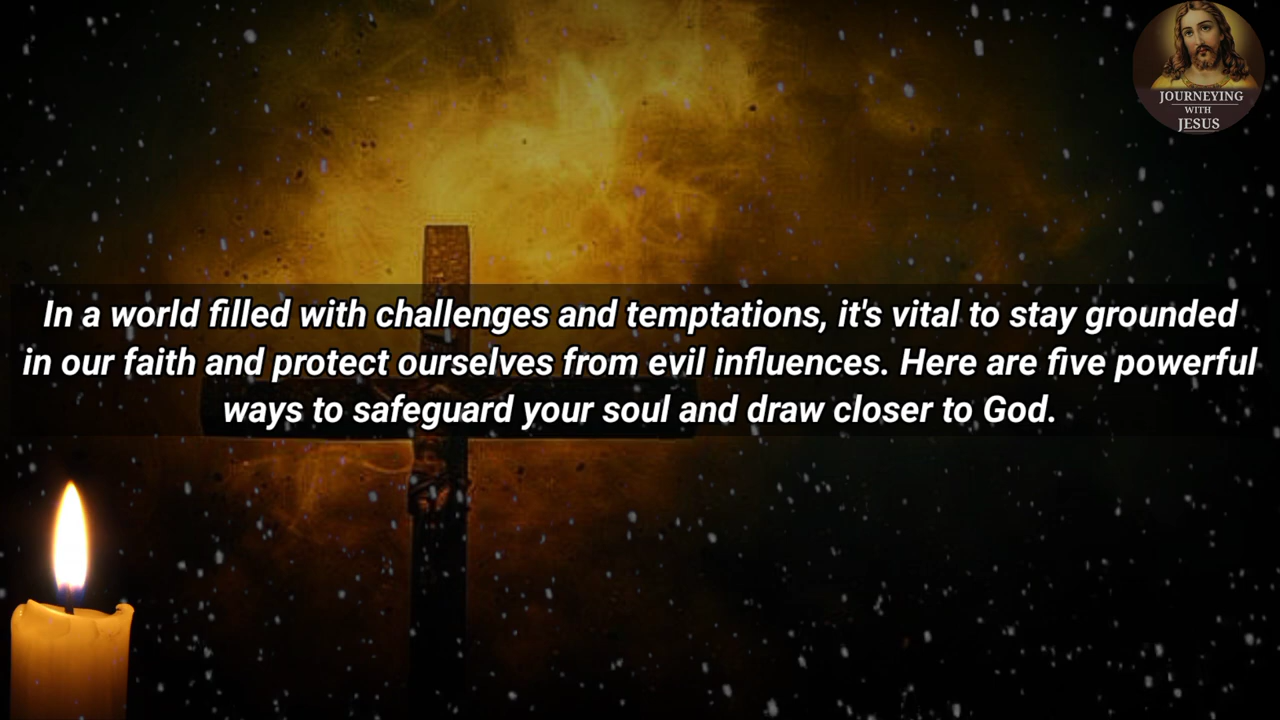 JOURNEYING
WITH
JESUS
In a world filled with challenges and temptations, it's vital to stay grounded
in our faith and protect ourselves from evil influences. Here are five powerful
ways to safeguard your soul and draw closer to God.